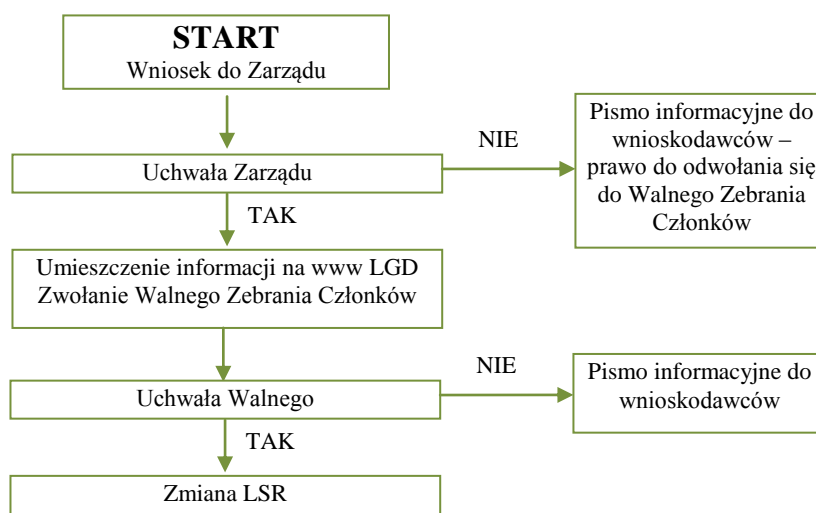 START
Wniosek do Zarządu
NIE
Pismo informacyjne do
wnioskodawców –
prawo do odwołania się
do Walnego Zebrania
Członków
Uchwała Zarządu
TAK
Umieszczenie informacji na www LGD
Zwołanie Walnego Zebrania Członków
NIE
Pismo informacyjne do
wnioskodawców
Uchwała Walnego
TAK
Zmiana LSR